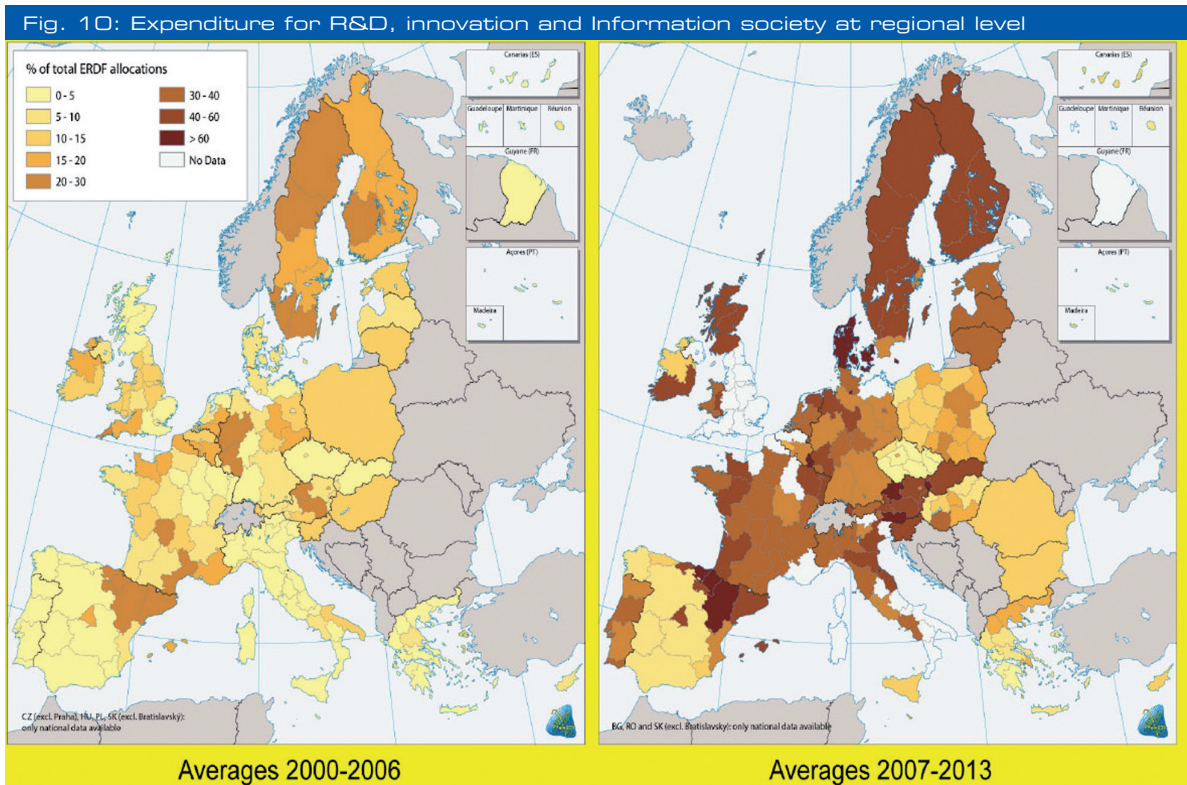 Fig. 10: Expenditure for R&D, innovation and Information society at regional level
% of total ERDF allocations
0 - 5
5 - 10
10 - 15
15 - 20
20 - 30
30 - 40
40 - 60
> 60
No Data
Canarias (ES)
Guadeloupe
Martinique
Réunion
Guyane (FR)
Açores (PT)
Madeira
CZ (excl. Praha), HU, PL, SK (excl. Bratislavský):
only national data available
Averages 2000-2006
Canarias (ES)
Guadeloupe
Martinique
Réunion
Guyane (FR)
Açores (PT)
Madeira
BG, RO and SK (excl. Bratislavsky): only national data available
Averages 2007-2013